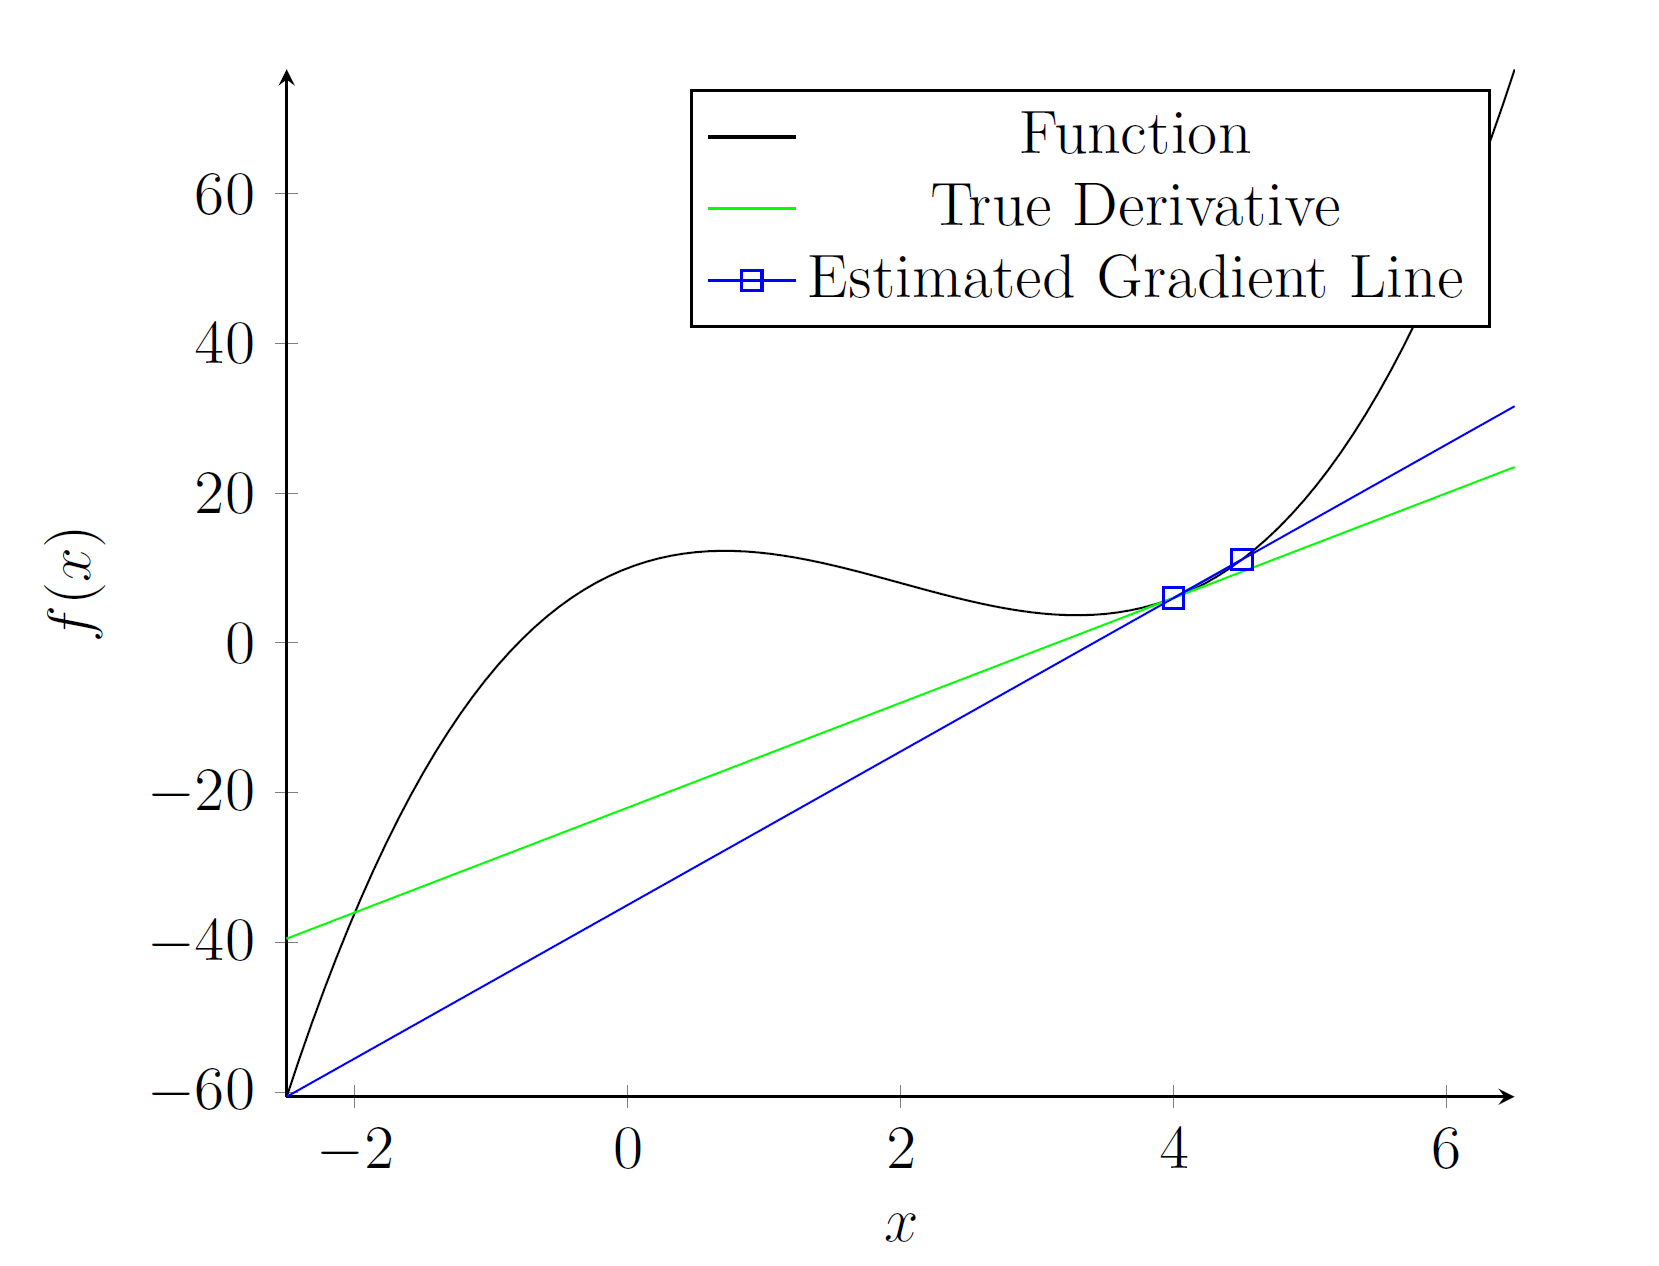 Function
True Derivative
Estimated Gradient Line
60
40
20
0
−20
−40
−60
f(x)
−2 0 2 4 6
x